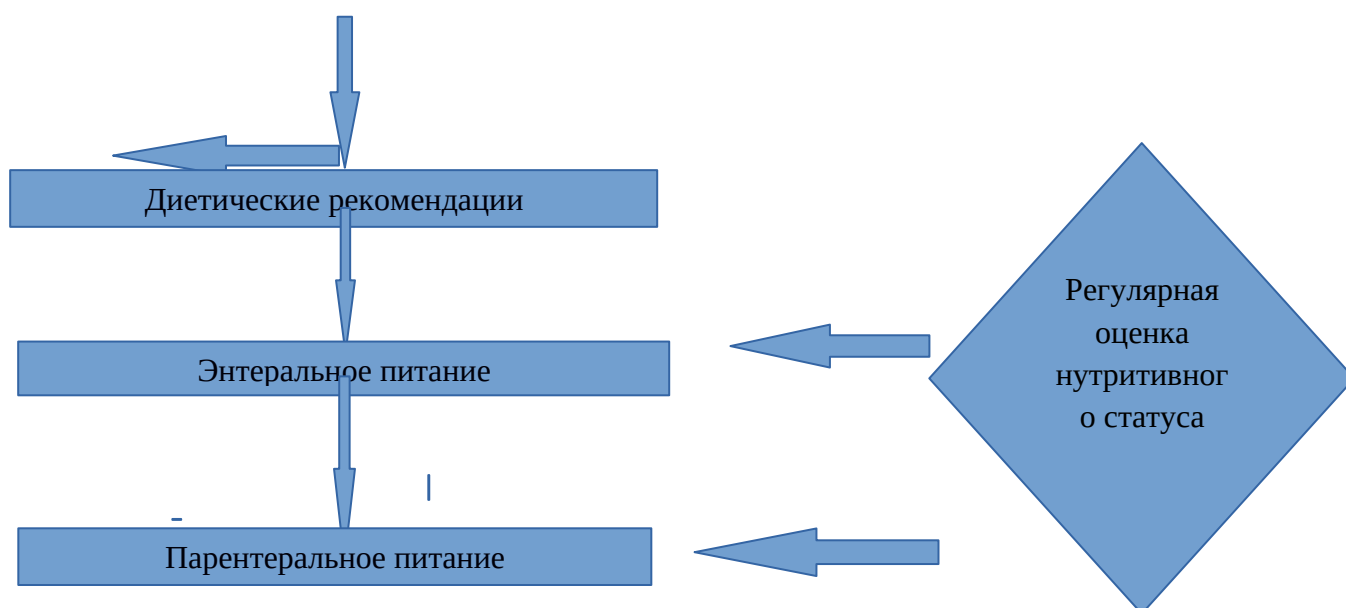 Диетические рекомендации
Энтеральное питание
Парентеральное питание
Регулярная
оценка
нутритивног
о статуса